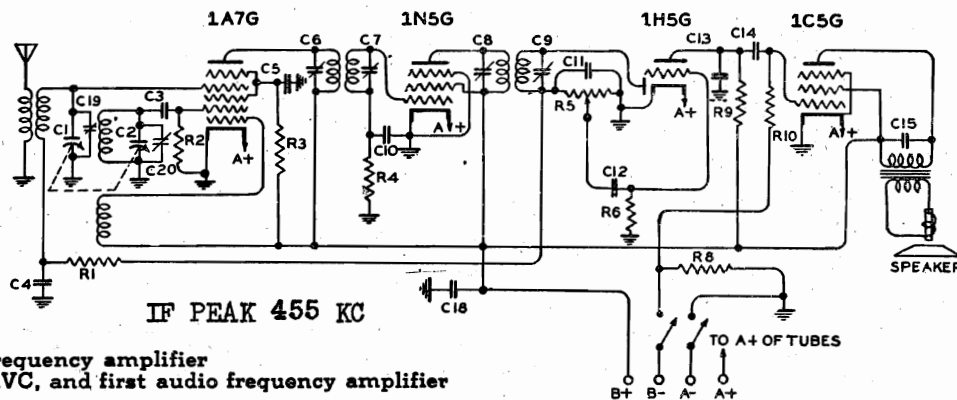 1A7G
1N5G
1H5G
1C5G
C6
C7
C8
C9
C13
C14
C5
C11
C19
C3
C1
C2
R2
A+
R3
C10
R5
A+
R9
R10
A+
C15
C20
A+
R4
C12
R6
R1
R8
SPEAKER
C4
C18
IF PEAK 455 KC
TO A+ OF TUBES
requency amplifier
VC, and first audio frequency amplifier
B+ B- A- A+